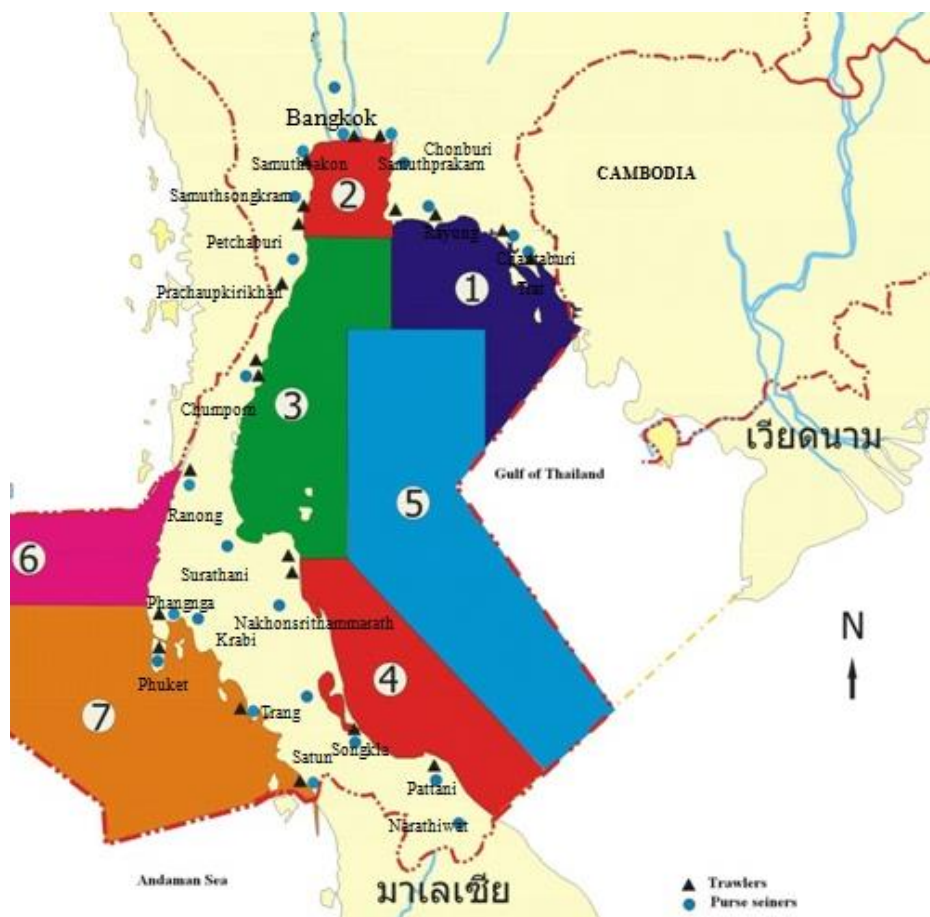 Bangkok
Chonburi
Samuthsakon
Samuthprakarn
CAMBODIA
2
Samuthsongkram
Rayong
Petchaburi
Chantaburi
Trat
1
Prachaupkirikhan
3
Chumporn
เวียดนาม
Gulf of Thailand
5
Ranong
6
Surathani
Phangnga
Nakhonsrithammarath
Krabi
N
4
Phuket
7
Trang
Songkla
Satun
Pattani
Narathiwat
Andaman Sea
มาเลเซีย
Trawlers
Purse seiners